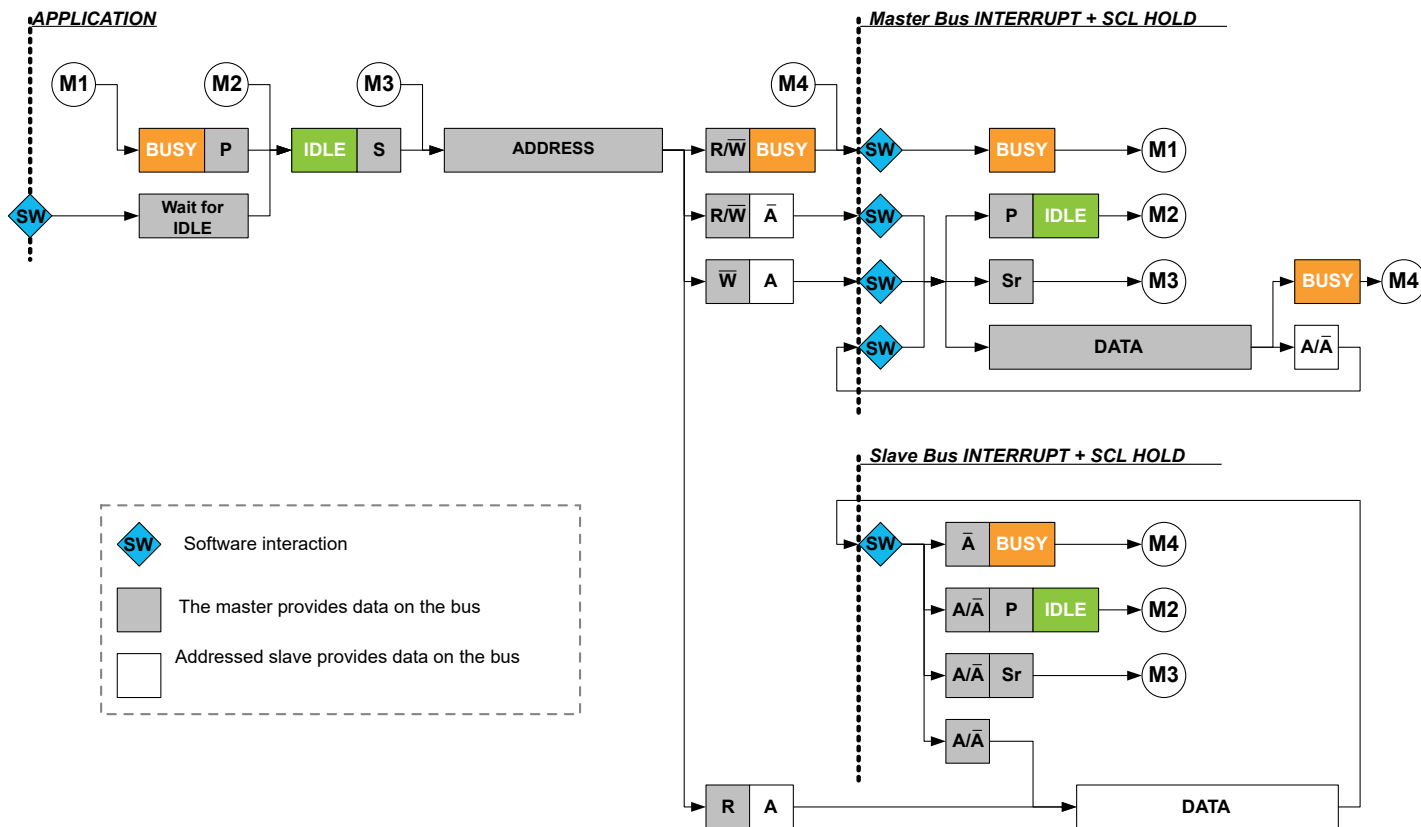 APPLICATION
Master Bus INTERRUPT + SCL HOLD
M1
M2
M3
M4
BUSY P
IDLE S
ADDRESS
R/W̅ BUSY
SW
BUSY
M1
SW
Wait for
IDLE
R/W̅ A̅
SW
P IDLE
M2
W̅ A
SW
Sr
M3
BUSY
M4
SW
DATA
A/A̅
Slave Bus INTERRUPT + SCL HOLD
SW
A̅ BUSY
M4
A/A̅ P IDLE
M2
A/A̅ Sr
M3
A/A̅
R A
DATA
SW
Software interaction
The master provides data on the bus
Addressed slave provides data on the bus